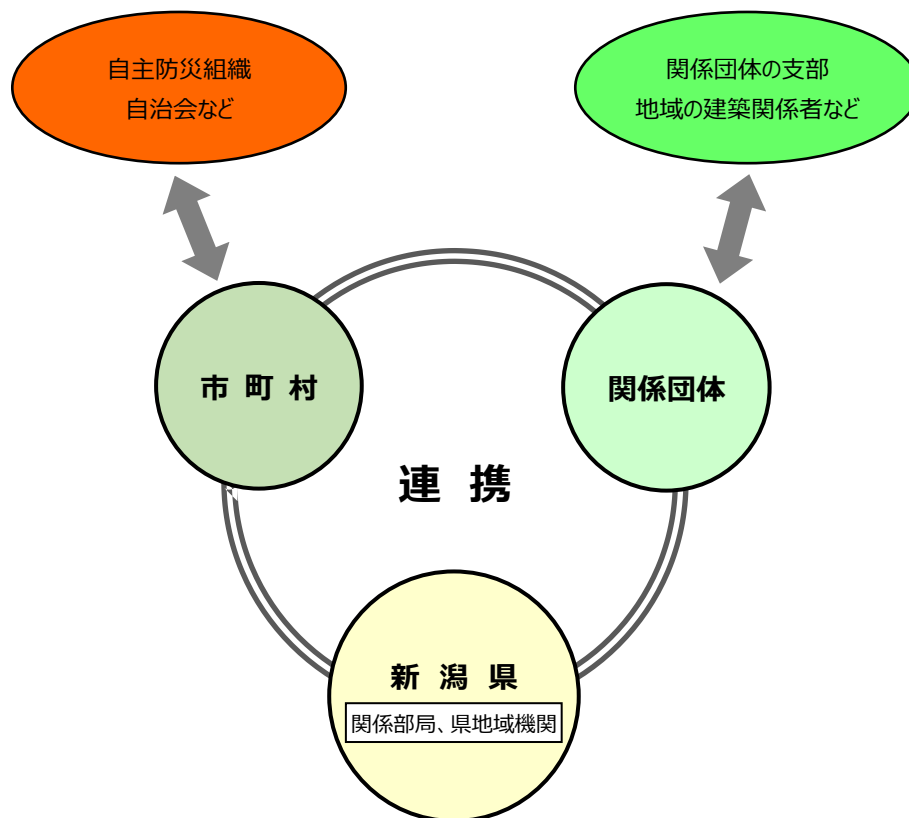 自主防災組織
自治会など
関係団体の支部
地域の建築関係者など
市 町 村
関係団体
連 携
新 潟 県
関係部局、県地域機関